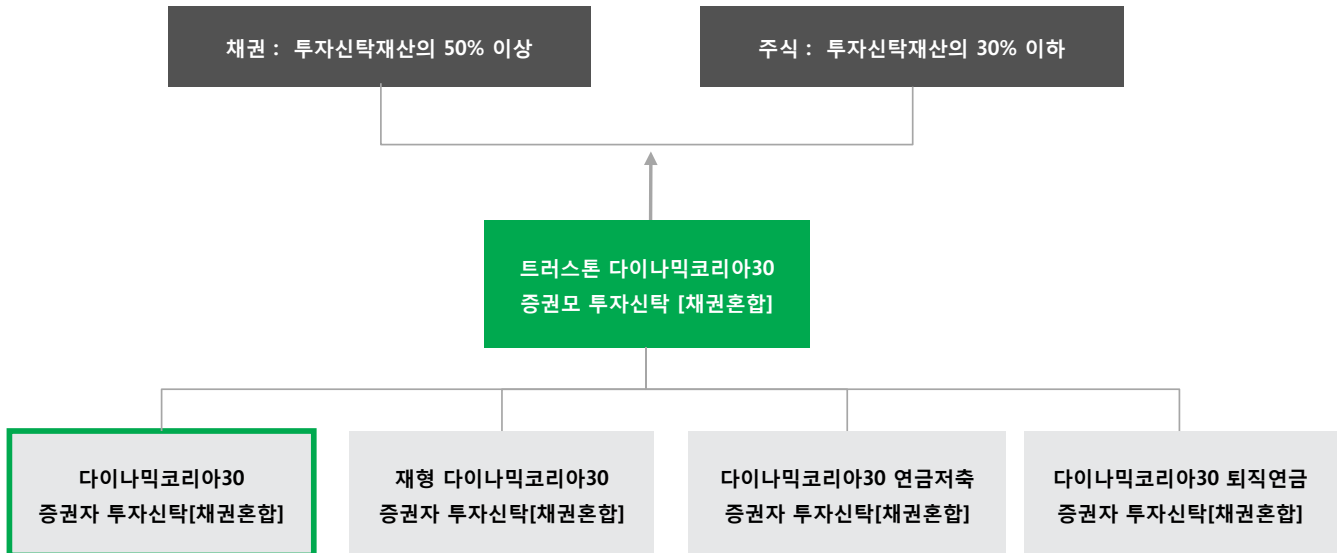 채권 : 투자신탁재산의 50% 이상
주식 : 투자신탁재산의 30% 이하
트러스톤 다이나믹코리아30
증권모 투자신탁 [채권혼합]
다이나믹코리아30
증권자 투자신탁[채권혼합]
재형 다이나믹코리아30
증권자 투자신탁[채권혼합]
다이나믹코리아30 연금저축
증권자 투자신탁[채권혼합]
다이나믹코리아30 퇴직연금
증권자 투자신탁[채권혼합]